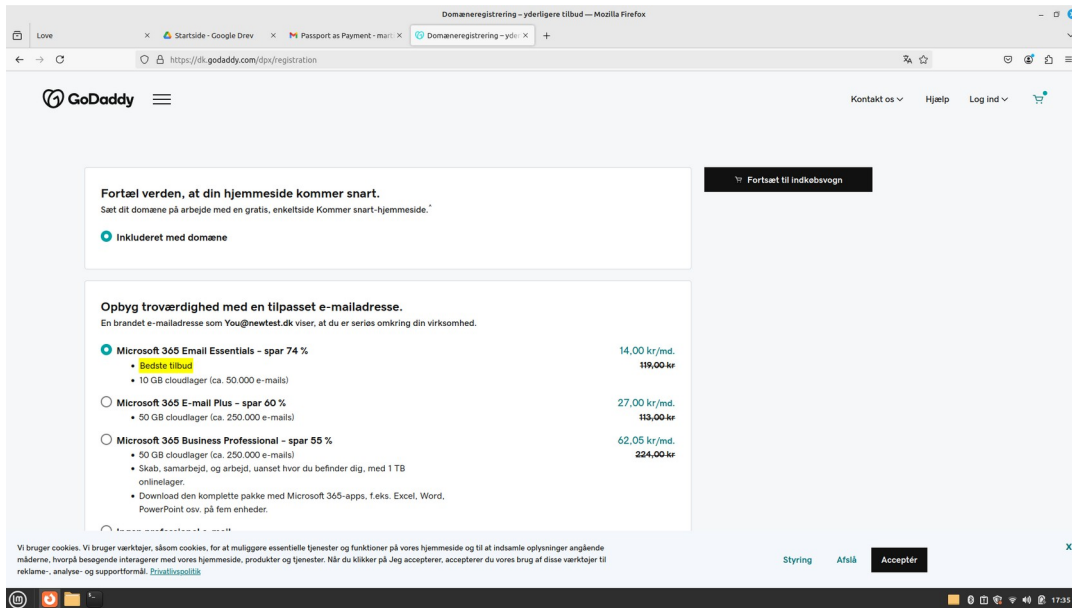 Domæneregistrering – yderligere tilbud — Mozilla Firefox
Love
Startside - Google Drev
Passport as Payment - mart
Domæneregistrering – yder
https://dk.godaddy.com/dpx/registration
GoDaddy
Kontakt os
Hjælp
Log ind
Fortæl verden, at din hjemmeside kommer snart.
Sæt dit domæne på arbejde med en gratis, enkeltside Kommer snart-hjemmeside.*
Inkluderet med domæne
Fortsæt til indkøbsvogn
Opbyg troværdighed med en tilpasset e-mailadresse.
En brandet e-mailadresse som You@newtest.dk viser, at du er seriøs omkring din virksomhed.
Microsoft 365 Email Essentials – spar 74 %
14,00 kr/md.
• Bedste tilbud
119,00 kr
• 10 GB cloudlager (ca. 50.000 e-mails)
Microsoft 365 E-mail Plus – spar 60 %
27,00 kr/md.
• 50 GB cloudlager (ca. 250.000 e-mails)
113,00 kr
Microsoft 365 Business Professional – spar 55 %
62,05 kr/md.
• 50 GB cloudlager (ca. 250.000 e-mails)
224,00 kr
• Skab, samarbejd, og arbejd, uanset hvor du befinder dig, med 1 TB
onlinelager.
• Download den komplette pakke med Microsoft 365-apps, f.eks. Excel, Word,
PowerPoint osv. på fem enheder.
Vi bruger cookies. Vi bruger værktøjer, såsom cookies, for at muliggøre essentielle tjenester og funktioner på vores hjemmeside og til at indsamle oplysninger angående
måderne, hvorpå besøgende interagerer med vores hjemmeside, produkter og tjenester. Når du klikker på Jeg accepterer, accepterer du vores brug af disse værktøjer til
reklame-, analyse- og supportformål. Privatlivspolitik
Styring
Afslå
Acceptér
X
17:35